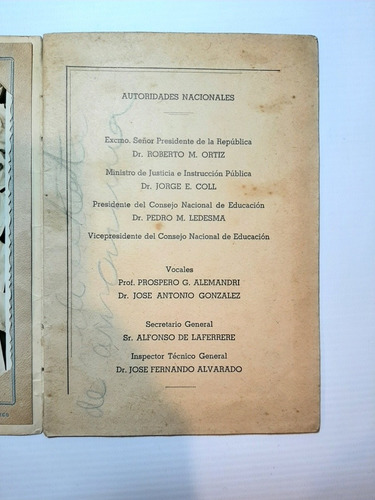 AUTORIDADES NACIONALES
Excmo. Señor Presidente de la República
Dr. ROBERTO M. ORTIZ
Ministro de Justicia e Instrucción Pública
Dr. JORGE E. COLL
Presidente del Consejo Nacional de Educación
Dr. PEDRO M. LEDESMA
Vicepresidente del Consejo Nacional de Educación
Vocales
Prof. PROSPERO G. ALEMANDRI
Dr. JOSE ANTONIO GONZALEZ
Secretario General
Sr. ALFONSO DE LAFERRERE
Inspector Técnico General
Dr. JOSE FERNANDO ALVARADO
de